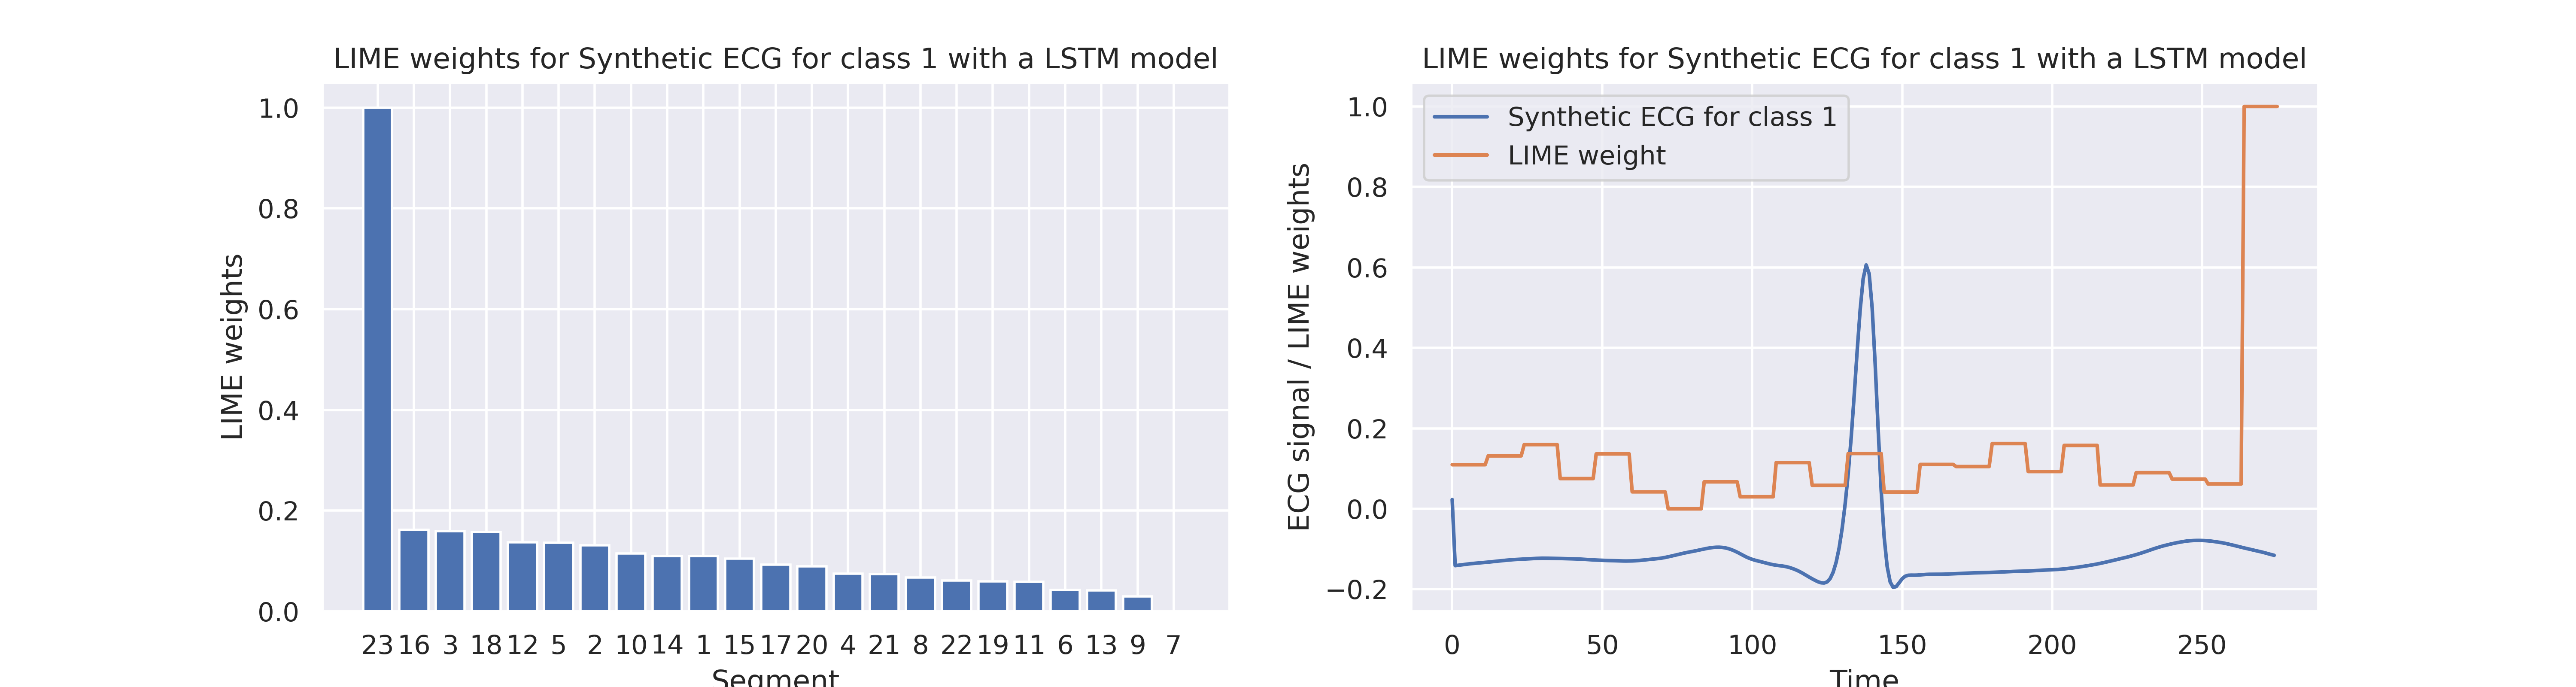 LIME weights for Synthetic ECG for class 1 with a LSTM model
LIME weights
1.0
0.8
0.6
0.4
0.2
0.0
23 16 3 18 12 5 2 10 14 1 15 17 20 4 21 8 22 19 11 6 13 9 7
Segment
LIME weights for Synthetic ECG for class 1 with a LSTM model
Synthetic ECG for class 1
LIME weight
ECG signal / LIME weights
1.0
0.8
0.6
0.4
0.2
0.0
−0.2
0 50 100 150 200 250
Time